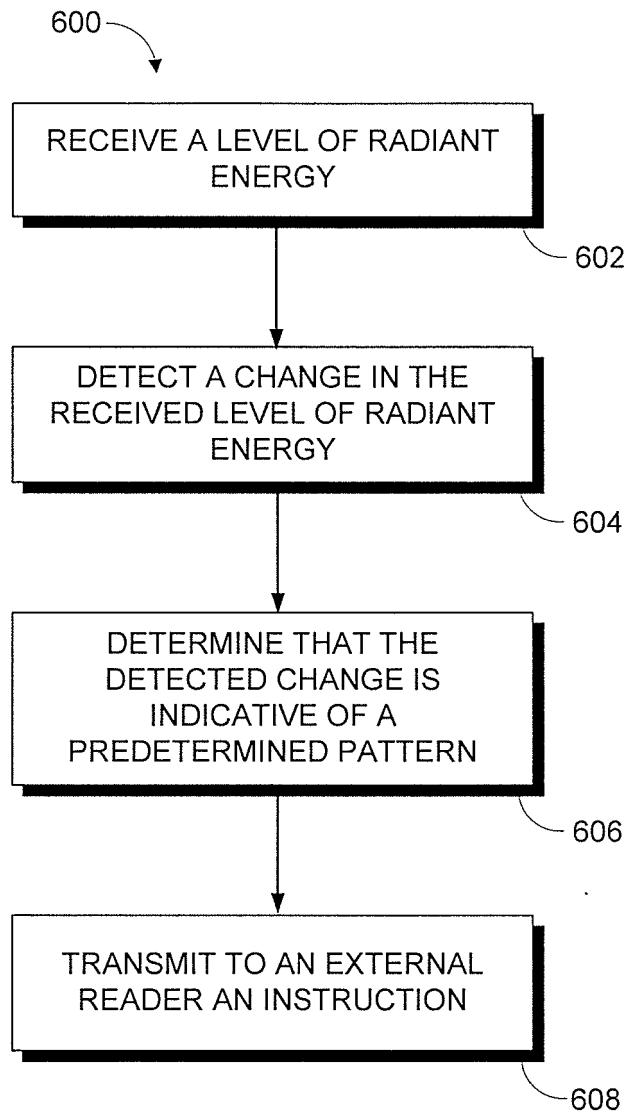 600
RECEIVE A LEVEL OF RADIANT
ENERGY
602
DETECT A CHANGE IN THE
RECEIVED LEVEL OF RADIANT
ENERGY
604
DETERMINE THAT THE
DETECTED CHANGE IS
INDICATIVE OF A
PREDETERMINED PATTERN
606
TRANSMIT TO AN EXTERNAL
READER AN INSTRUCTION
608